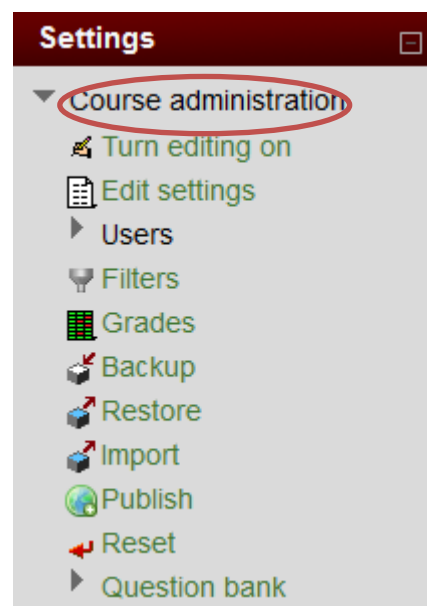 Settings
Course administration
Turn editing on
Edit settings
Users
Filters
Grades
Backup
Restore
Import
Publish
Reset
Question bank